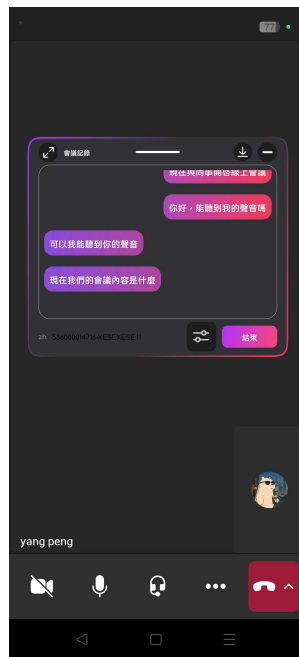 77
會議記錄
現在與同事開啓線上會議
你好，能聽到我的聲音嗎
可以我能聽到你的聲音
現在我們的會議內容是什麼
結束
yang peng